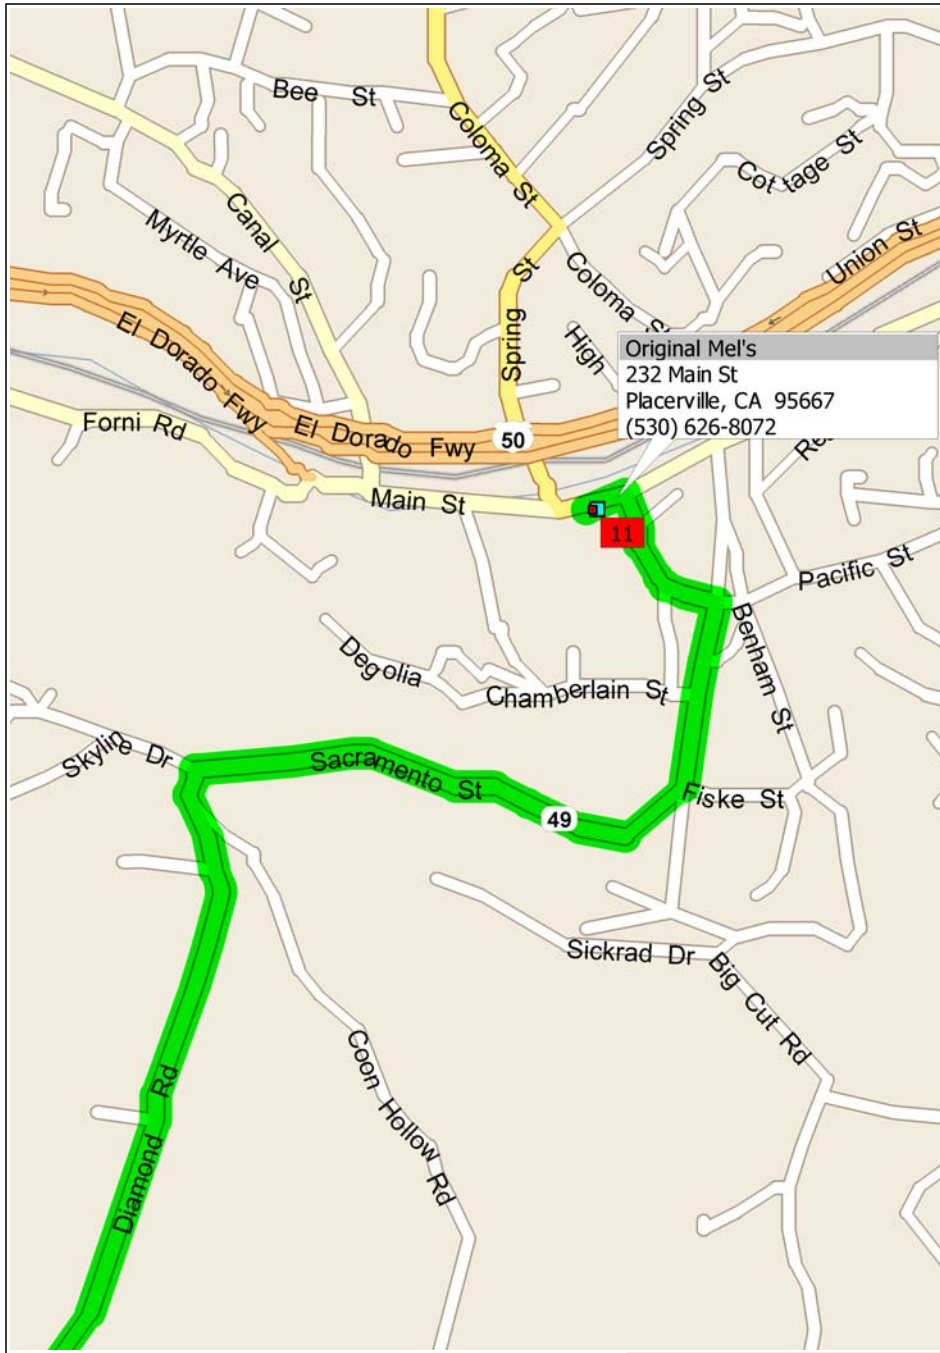 Bee St
Coloma St
Spring St
Cottage St
Canal St
Myrtle Ave
Union St
Coloma St
Spring St
High
El Dorado Fwy
Original Mel's
232 Main St
Placerville, CA 95667
(530) 626-8072
Forni Rd
El Dorado Fwy
50
Main St
11
Pacific St
Benham St
Degolia
Chamberlain St
Skyline Dr
Sacramento St
Fiske St
49
Sickrad Dr
Big Cut Rd
Coon Hollow Rd
Diamond Rd